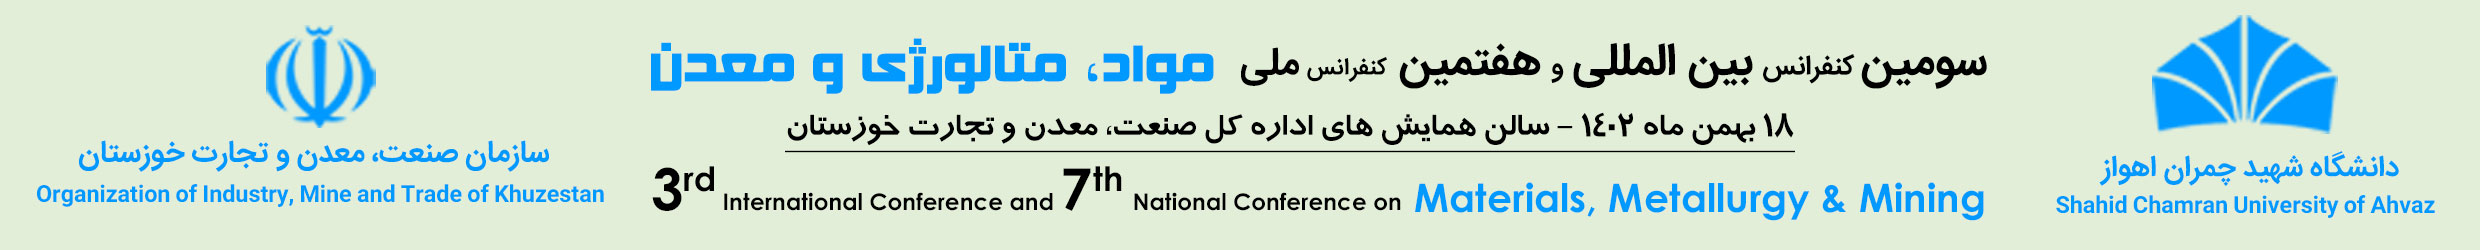 سومین کنفرانس بین المللی و هفتمین کنفرانس ملی مواد، متالورژی و معدن
۱۸ بهمن ماه ۱۴۰۲ – سالن همایش های اداره کل صنعت، معدن و تجارت خوزستان
3rd International Conference and 7th National Conference on Materials, Metallurgy & Mining
دانشگاه شهید چمران اهواز
Shahid Chamran University of Ahvaz
سازمان صنعت، معدن و تجارت خوزستان
Organization of Industry, Mine and Trade of Khuzestan